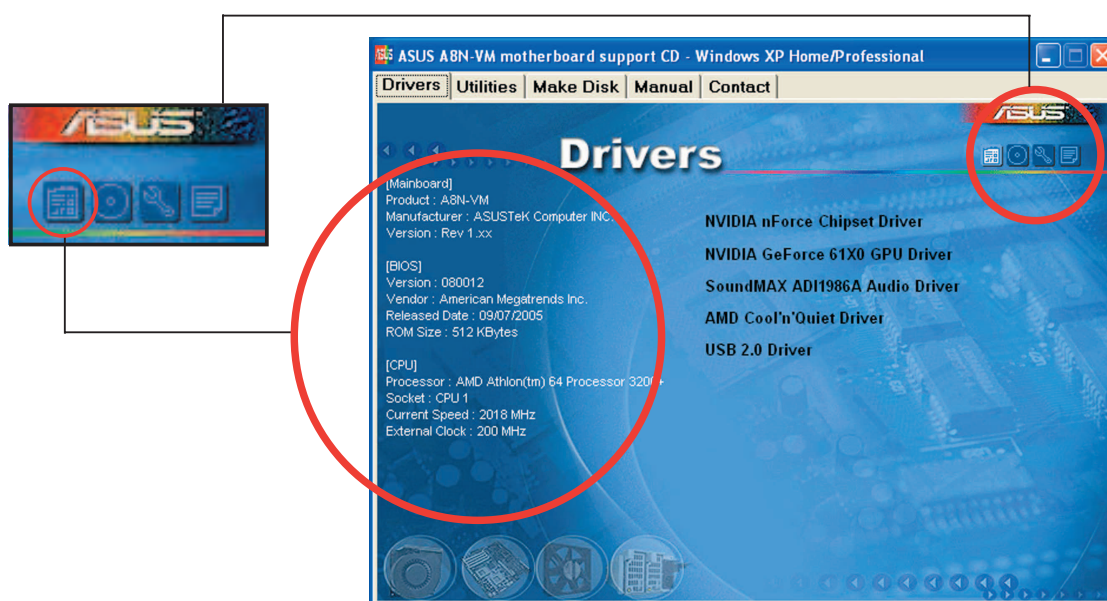 ASUS
ASUS A8N-VM motherboard support CD - Windows XP Home/Professional
Drivers Utilities Make Disk Manual Contact
ASUS
Drivers
[Mainboard]
Product : A8N-VM
Manufacturer : ASUSTeK Computer INC.
Version : Rev 1.xx
[BIOS]
Version : 080012
Vendor : American Megatrends Inc.
Released Date : 09/07/2005
ROM Size : 512 KBytes
[CPU]
Processor : AMD Athlon(tm) 64 Processor 3200+
Socket : CPU 1
Current Speed : 2018 MHz
External Clock : 200 MHz
NVIDIA nForce Chipset Driver
NVIDIA GeForce 61X0 GPU Driver
SoundMAX ADI1986A Audio Driver
AMD Cool'n'Quiet Driver
USB 2.0 Driver